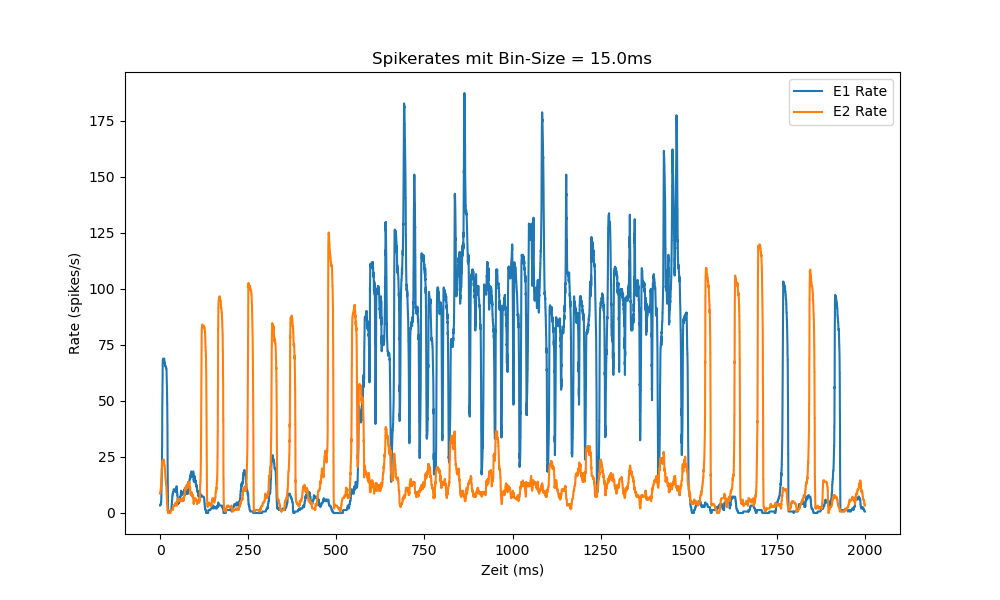 Spikerates mit Bin-Size = 15.0ms
E1 Rate
E2 Rate
Rate (spikes/s)
175
150
125
100
75
50
25
0
0 250 500 750 1000 1250 1500 1750 2000
Zeit (ms)